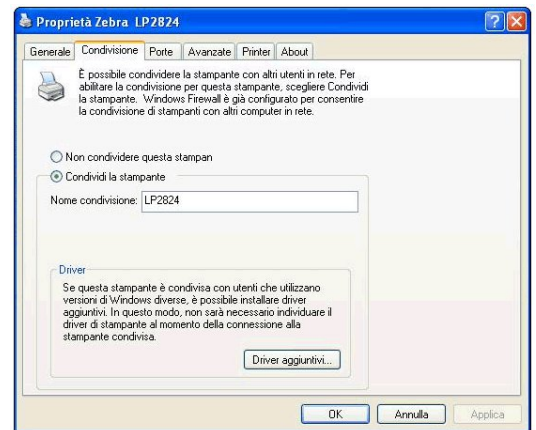 Proprietà Zebra LP2824
Generale Condivisione Porte Avanzate Printer About
È possibile condividere la stampante con altri utenti in rete. Per
abilitare la condivisione per questa stampante, scegliere Condividi
la stampante. Windows Firewall è già configurato per consentire
la condivisione di stampanti con altri computer in rete.
Non condividere questa stampan
Condividi la stampante
Nome condivisione: LP2824
Driver
Se questa stampante è condivisa con utenti che utilizzano
versioni di Windows diverse, è possibile installare driver
aggiuntivi. In questo modo, non sarà necessario individuare il
driver di stampante al momento della connessione alla
stampante condivisa.
Driver aggiuntivi...
OK Annulla Applica